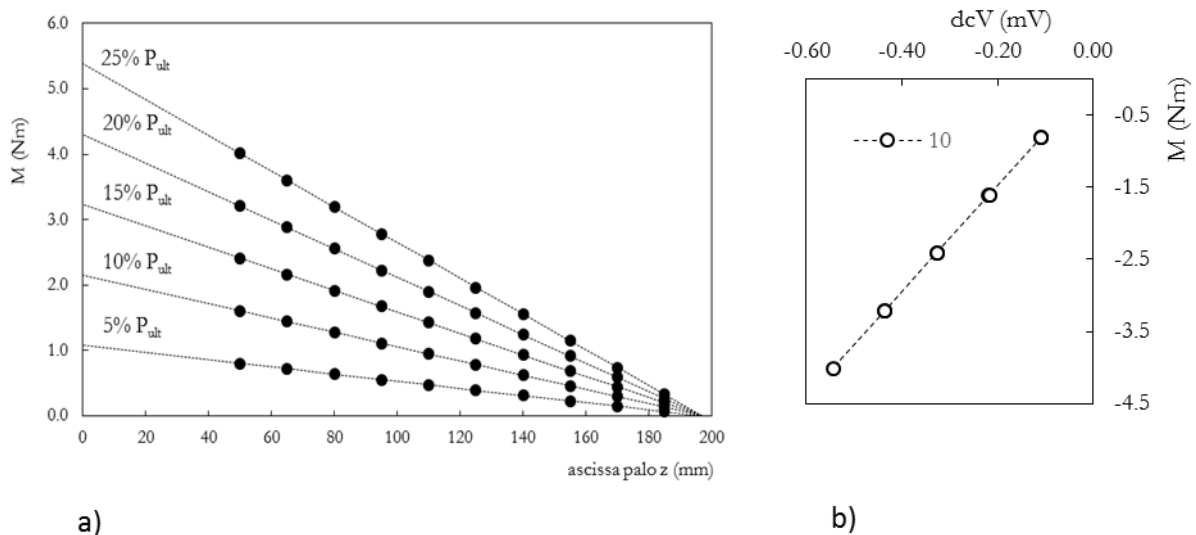 6.0
5.0
4.0
3.0
2.0
1.0
0.0
M (Nm)
25% Pult
20% Pult
15% Pult
10% Pult
5% Pult
0 20 40 60 80 100 120 140 160 180 200
ascissa palo z (mm)
a)
dcV (mV)
-0.60 -0.40 -0.20 0.00
-0.5
-1.5
-2.5
-3.5
-4.5
M (Nm)
10
b)